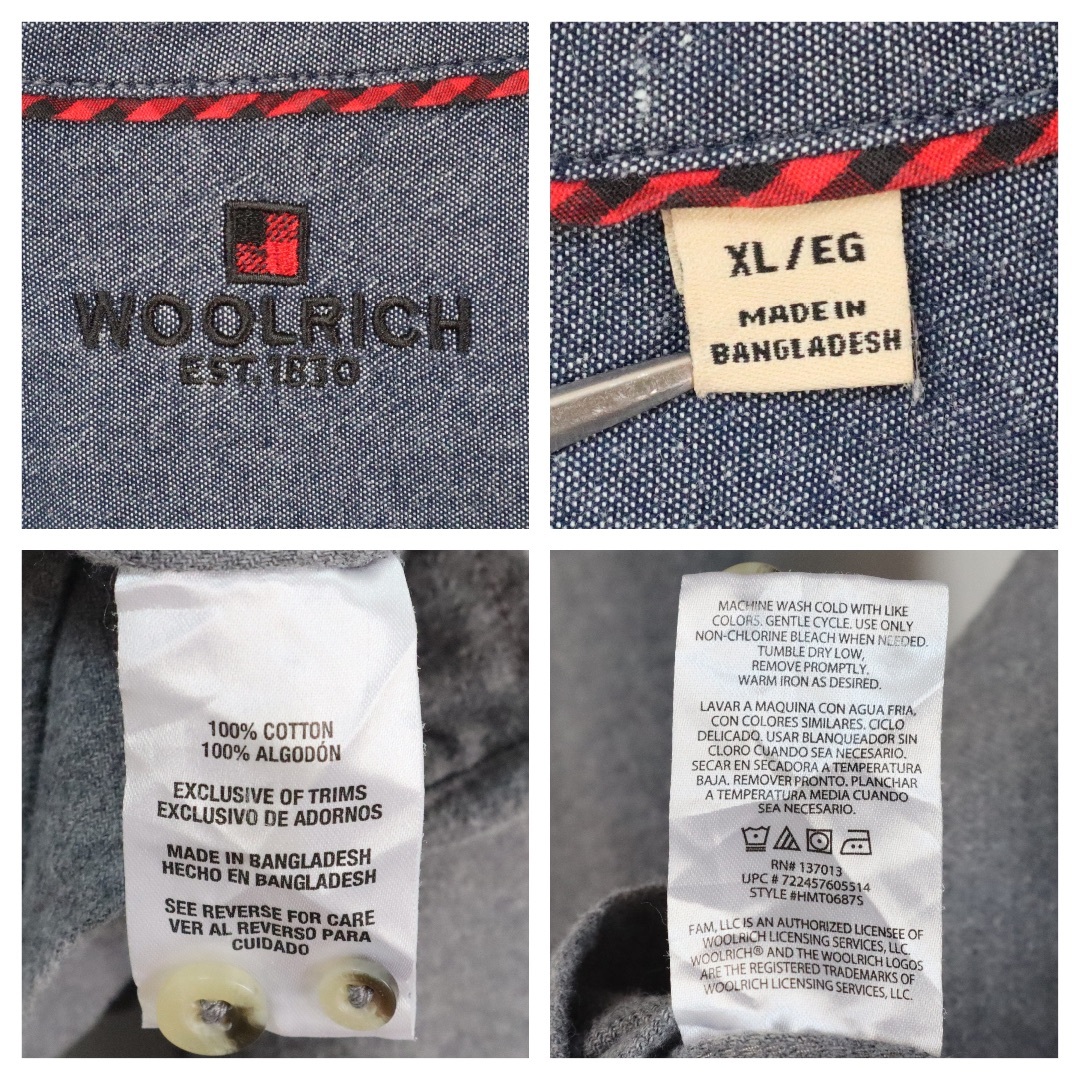 WOOLRICH
EST. 1830
XL/EG
MADE IN
BANGLADESH
100% COTTON
100% ALGODÓN
EXCLUSIVE OF TRIMS
EXCLUSIVO DE ADORNOS
MADE IN BANGLADESH
HECHO EN BANGLADESH
SEE REVERSE FOR CARE
VER AL REVERSO PARA
CUIDADO
MACHINE WASH COLD WITH LIKE
COLORS. GENTLE CYCLE. USE ONLY
NON-CHLORINE BLEACH WHEN NEEDED.
TUMBLE DRY LOW,
REMOVE PROMPTLY.
WARM IRON AS DESIRED.
LAVAR A MAQUINA CON AGUA FRIA,
CON COLORES SIMILARES. CICLO
DELICADO. USAR BLANQUEADOR SIN
CLORO CUANDO SEA NECESARIO.
SECAR EN SECADORA A TEMPERATURA
BAJA. REMOVER PRONTO. PLANCHAR
A TEMPERATURA MEDIA CUANDO
SEA NECESARIO.
RN# 137013
UPC # 722457605514
STYLE #HMT0687S
FAM, LLC IS AN AUTHORIZED LICENSEE OF
WOOLRICH LICENSING SERVICES, LLC
WOOLRICH® AND THE WOOLRICH LOGOS
ARE THE REGISTERED TRADEMARKS OF
WOOLRICH LICENSING SERVICES, LLC.